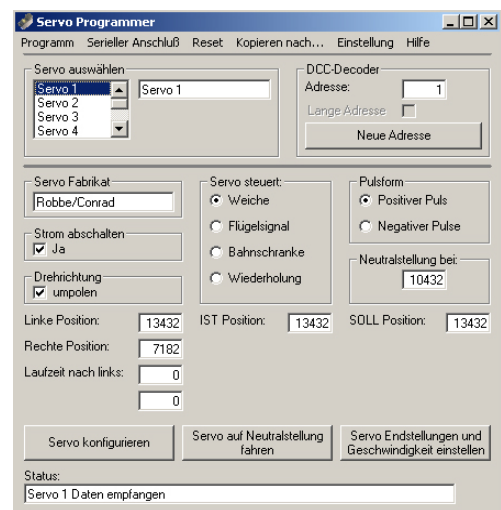 Servo Programmer
Programm Serieller Anschluß Reset Kopieren nach... Einstellung Hilfe
Servo auswählen
Servo 1
Servo 2
Servo 3
Servo 4
Servo 1
DCC-Decoder
Adresse: 1
Lange Adresse
Neue Adresse
Servo Fabrikat
Robbe/Conrad
Strom abschalten
Ja
Drehrichtung
umpolen
Servo steuert:
Weiche
Flügelsignal
Bahnschranke
Wiederholung
Pulsform
Positiver Puls
Negativer Pulse
Neutralstellung bei:
10432
Linke Position: 13432 IST Position: 13432 SOLL Position: 13432
Rechte Position: 7182
Laufzeit nach links: 0
0
Servo konfigurieren
Servo auf Neutralstellung
fahren
Servo Endstellungen und
Geschwindigkeit einstellen
Status:
Servo 1 Daten empfangen